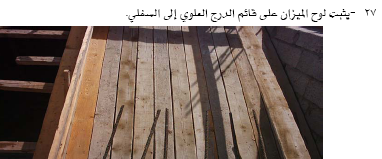 ٢٧ -يثبت لوح الميزان على قائم الدرج العلوي إلى السفلي.